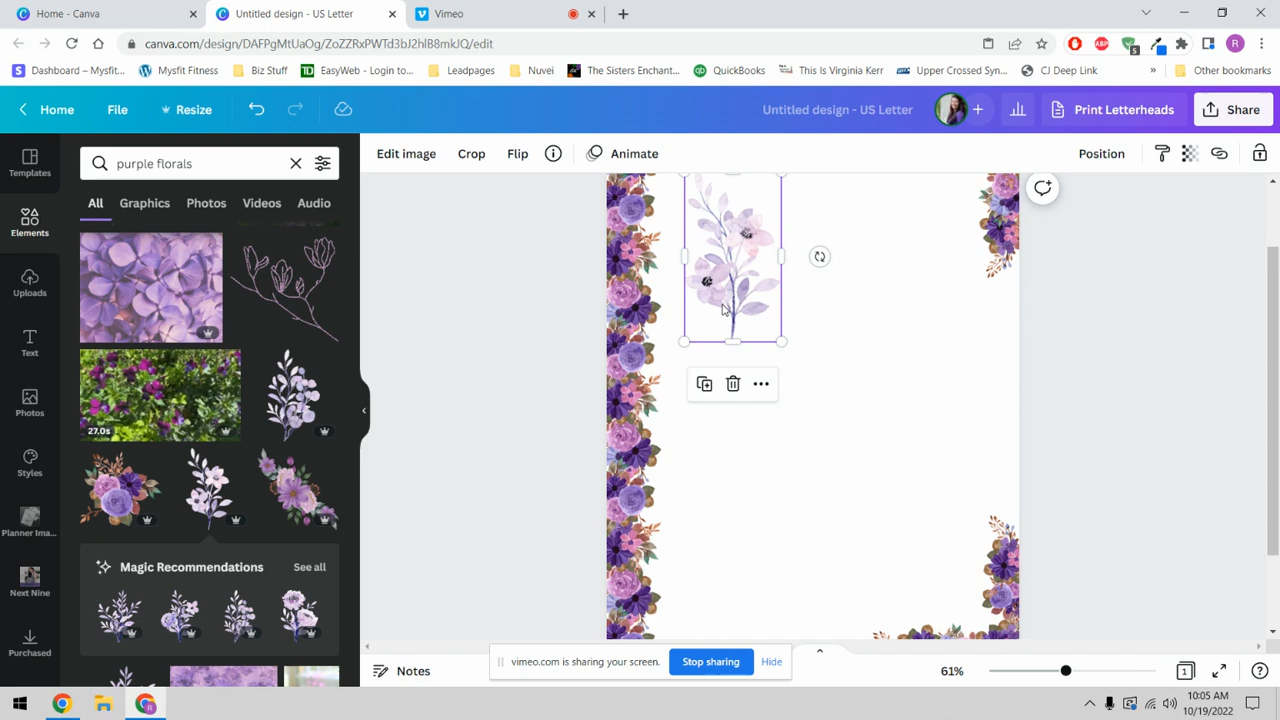 Home - Canva
Untitled design - US Letter
Vimeo
canva.com/design/DAFPgMtUaOg/ZoZZRxPWTd3bJ2hlB8mkJQ/edit
Dashboard – Mysfit...
Mysfit Fitness
Biz Stuff
EasyWeb - Login to...
Leadpages
Nuvei
The Sisters Enchant...
QuickBooks
This Is Virginia Kerr
Upper Crossed Syn...
CJ Deep Link
»
Other bookmarks
Home
File
Resize
Untitled design - US Letter
Print Letterheads
Share
Templates
Elements
Uploads
Text
Photos
Styles
Planner Ima...
Next Nine
Purchased
purple florals
All
Graphics
Photos
Videos
Audio
27.0s
Magic Recommendations
See all
Edit image
Crop
Flip
Animate
Position
Notes
vimeo.com is sharing your screen.
Stop sharing
Hide
61%
1
10:05 AM
10/19/2022